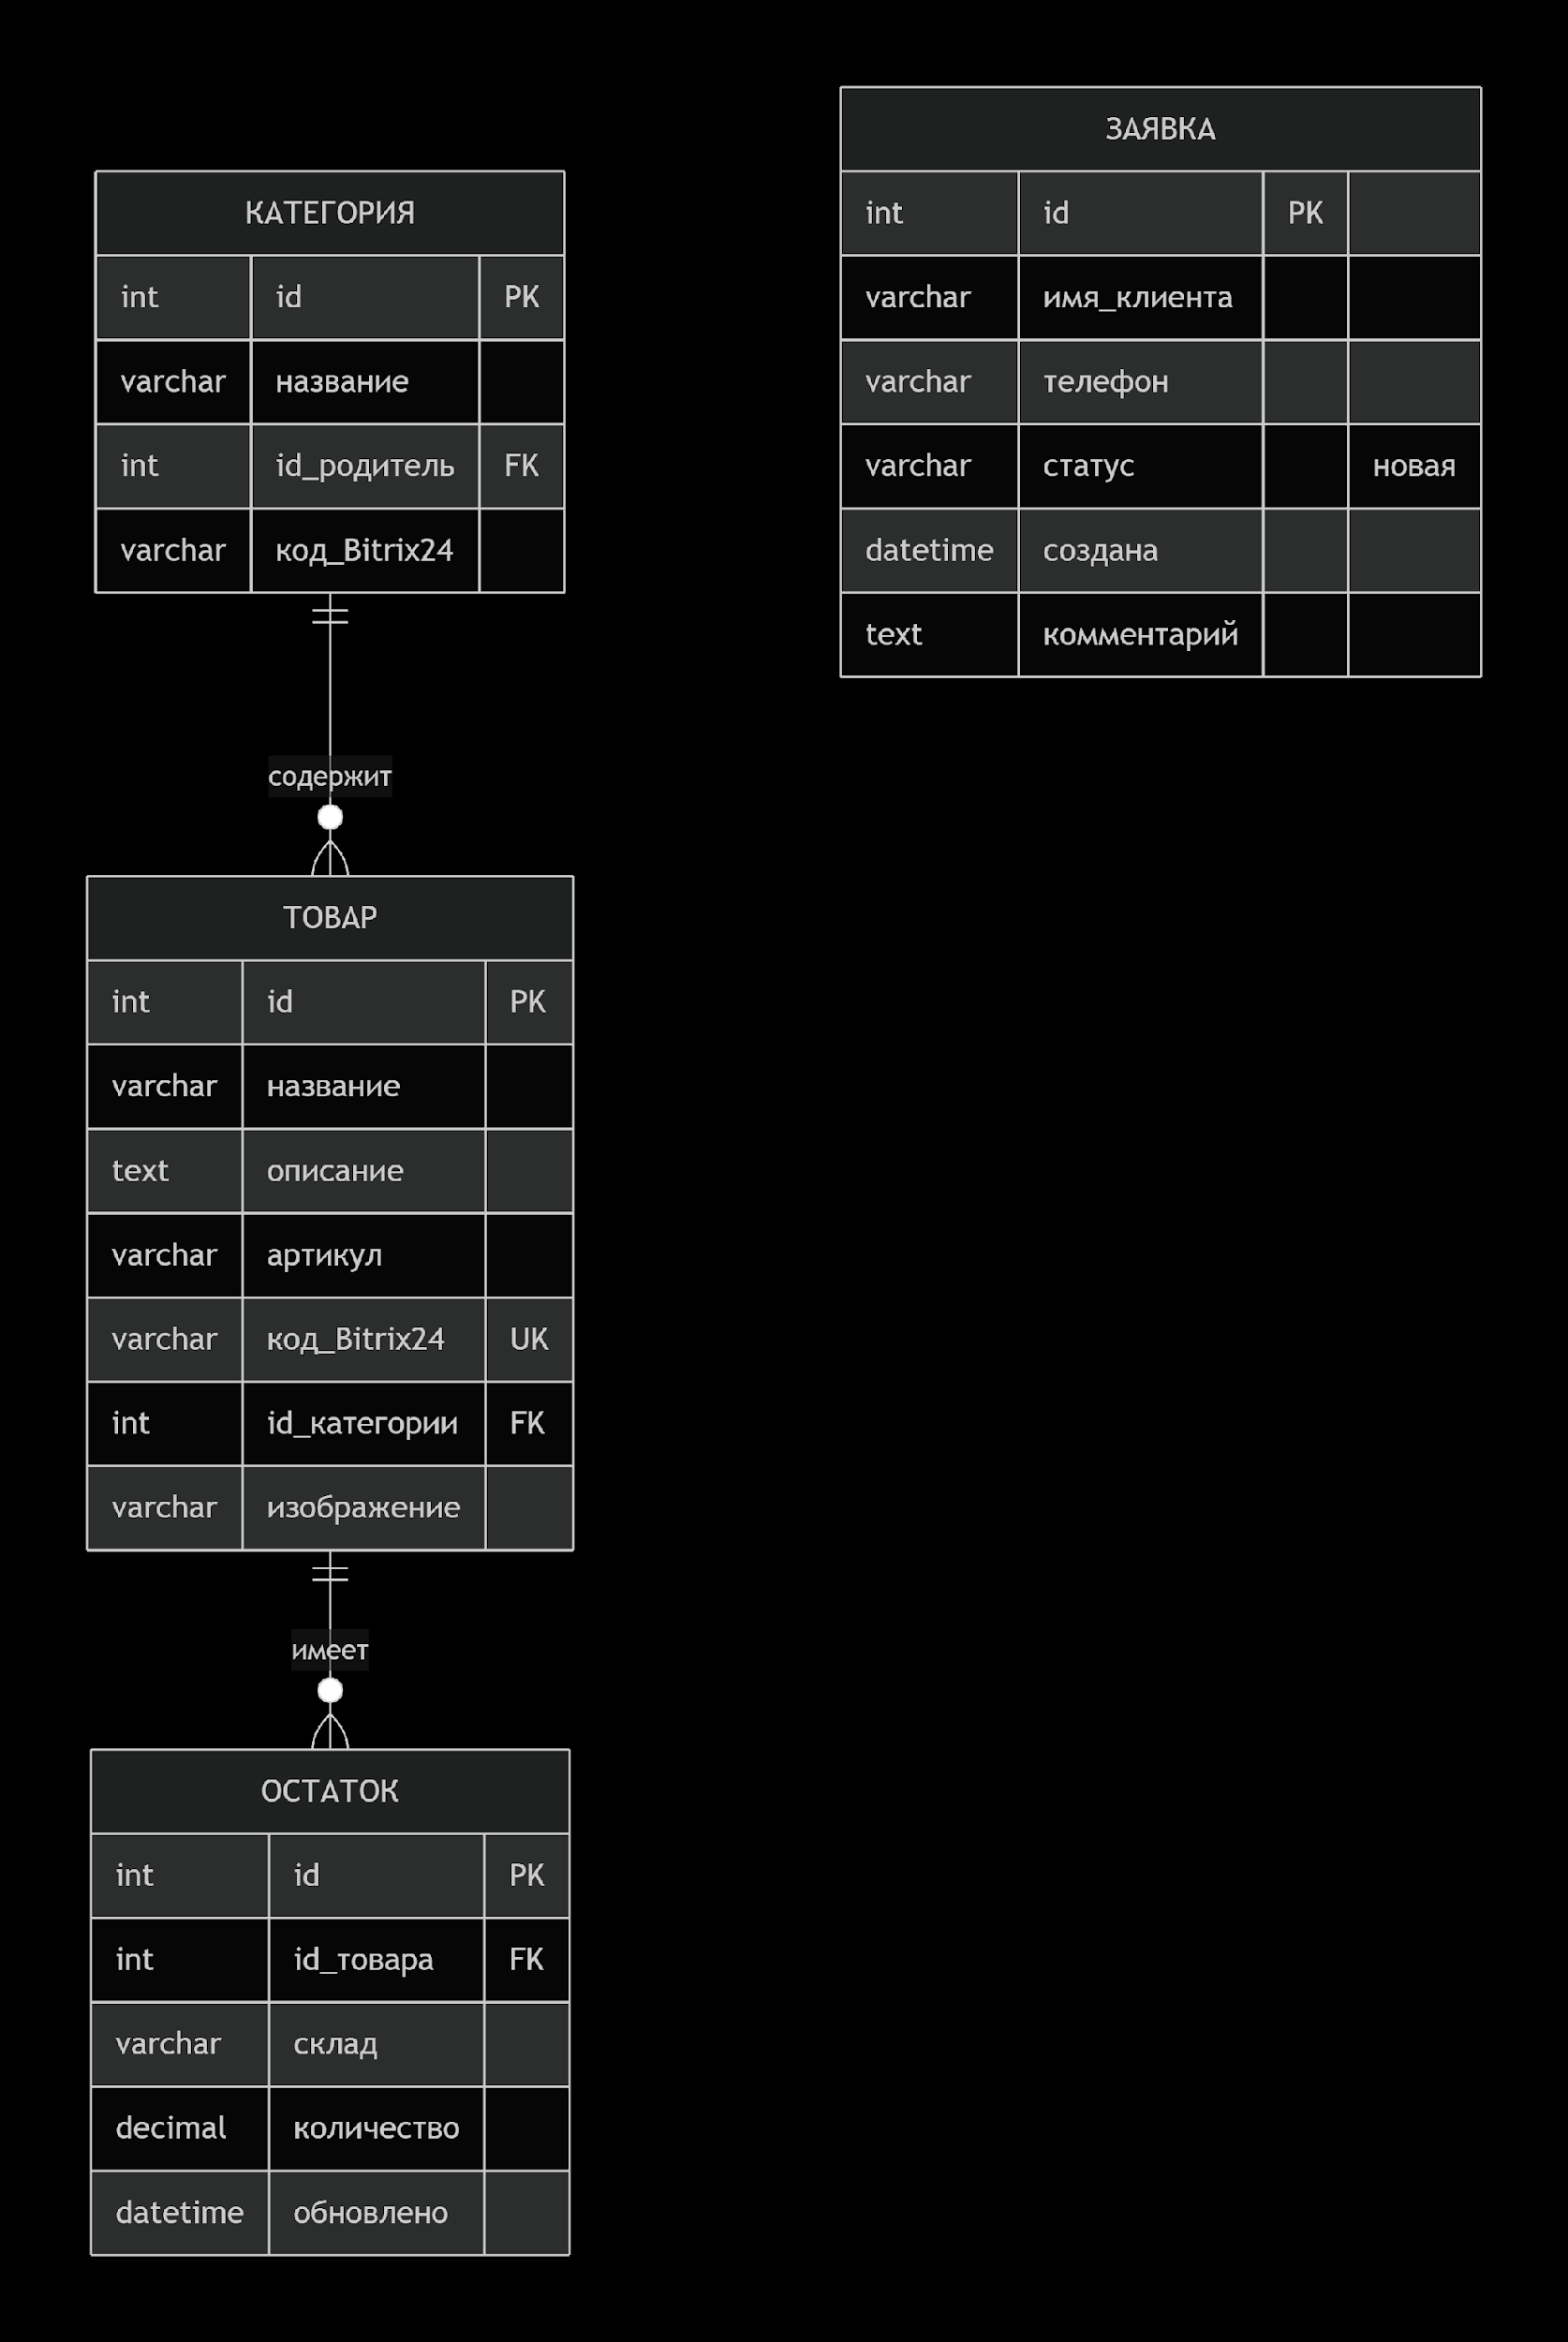 КАТЕГОРИЯ
int id PK
varchar название
int id_родитель FK
varchar код_Bitrix24
содержит
ТОВАР
int id PK
varchar название
text описание
varchar артикул
varchar код_Bitrix24 UK
int id_категории FK
varchar изображение
имеет
ОСТАТОК
int id PK
int id_товара FK
varchar склад
decimal количество
datetime обновлено
ЗАЯВКА
int id PK
varchar имя_клиента
varchar телефон
varchar статус новая
datetime создана
text комментарий